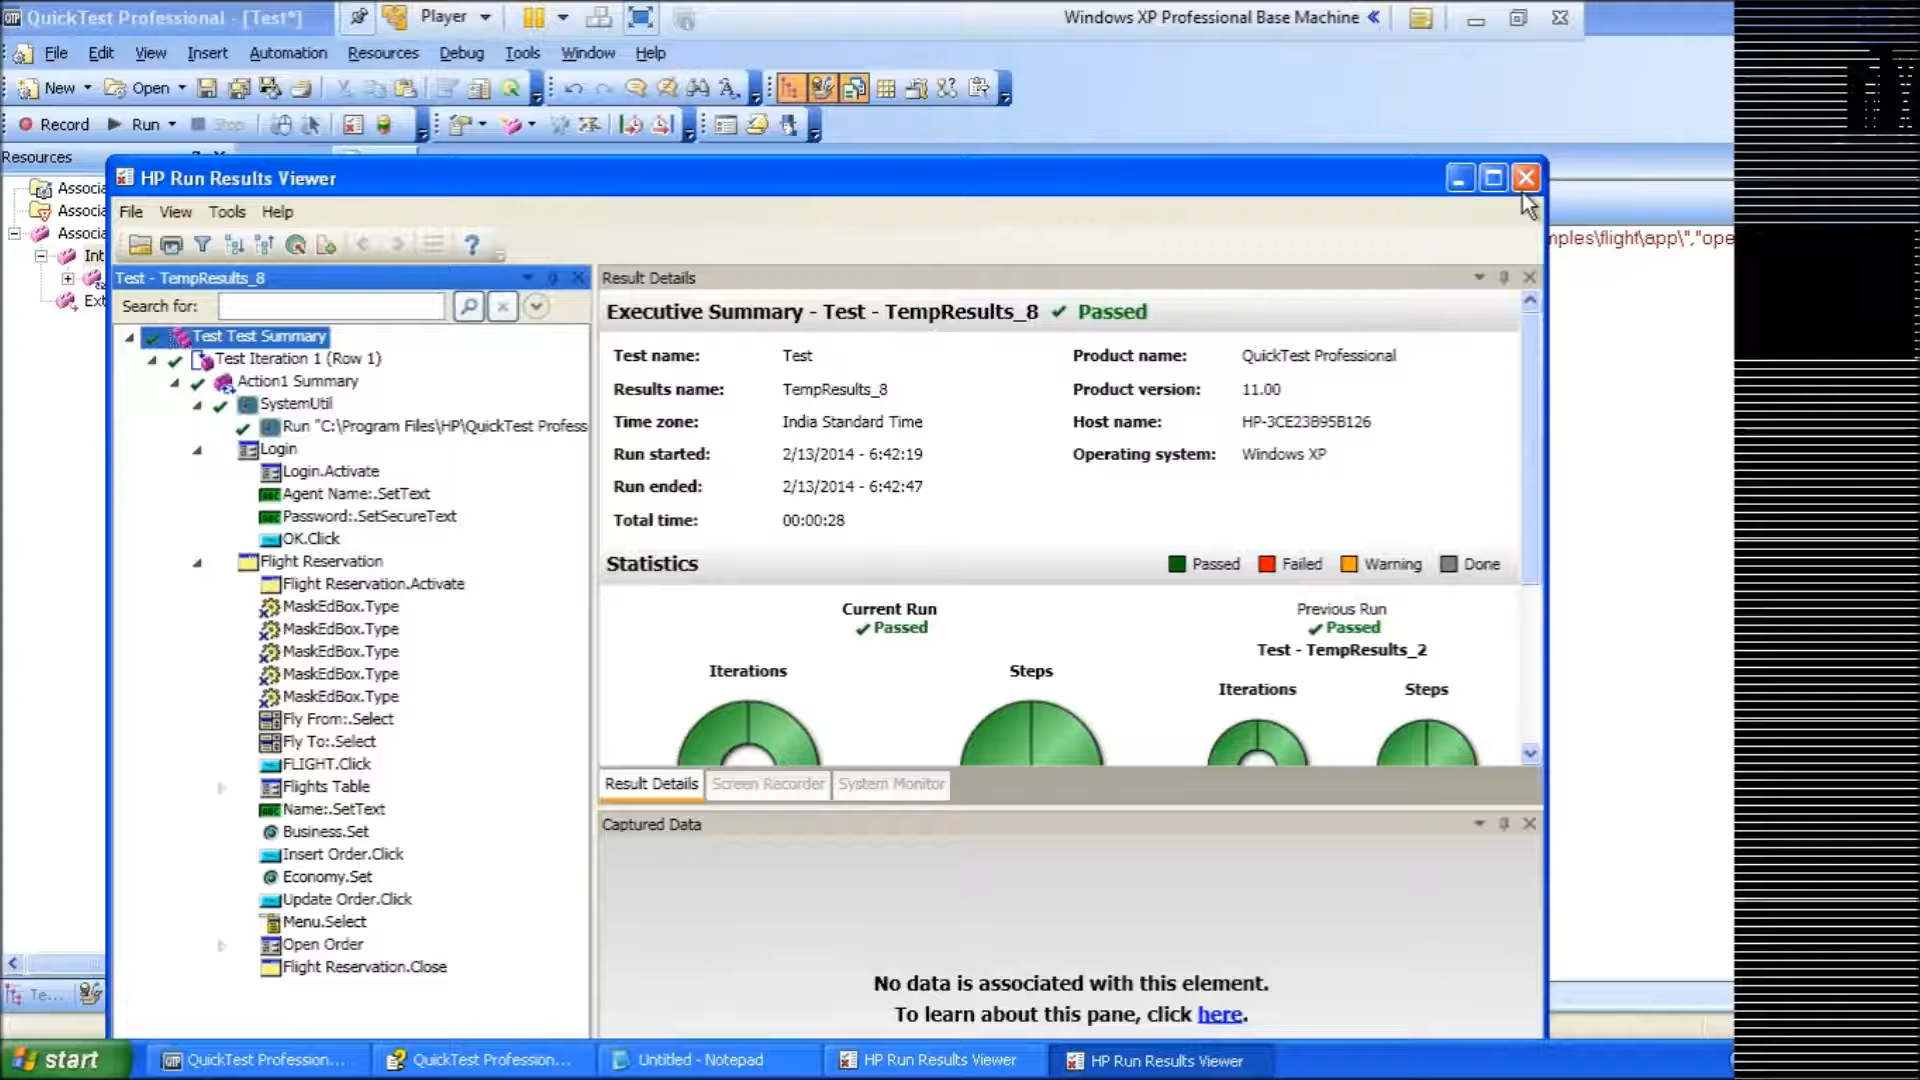 QuickTest Professional - [Test*]
Player
Windows XP Professional Base Machine
File Edit View Insert Automation Resources Debug Tools Window Help
New Open
Record Run Stop
Resources
Associa
Associa
Associa
Int
Ext
mples\flight\app\","ope
HP Run Results Viewer
File View Tools Help
Test - TempResults_8
Search for:
Test Test Summary
Test Iteration 1 (Row 1)
Action1 Summary
SystemUtil
Run "C:\Program Files\HP\QuickTest Profess
Login
Login.Activate
Agent Name:.SetText
Password:.SetSecureText
OK.Click
Flight Reservation
Flight Reservation.Activate
MaskEdBox.Type
MaskEdBox.Type
MaskEdBox.Type
MaskEdBox.Type
MaskEdBox.Type
Fly From:.Select
Fly To:.Select
FLIGHT.Click
Flights Table
Name:.SetText
Business.Set
Insert Order.Click
Economy.Set
Update Order.Click
Menu.Select
Open Order
Flight Reservation.Close
Result Details
Executive Summary - Test - TempResults_8 Passed
Test name: Test Product name: QuickTest Professional
Results name: TempResults_8 Product version: 11.00
Time zone: India Standard Time Host name: HP-3CE23B95B126
Run started: 2/13/2014 - 6:42:19 Operating system: Windows XP
Run ended: 2/13/2014 - 6:42:47
Total time: 00:00:28
Statistics Passed Failed Warning Done
Current Run Previous Run
Passed Passed
Test - TempResults_2
Iterations Steps Iterations Steps
Result Details Screen Recorder System Monitor
Captured Data
No data is associated with this element.
To learn about this pane, click here.
Te...
start QuickTest Profession... QuickTest Profession... Untitled - Notepad HP Run Results Viewer HP Run Results Viewer